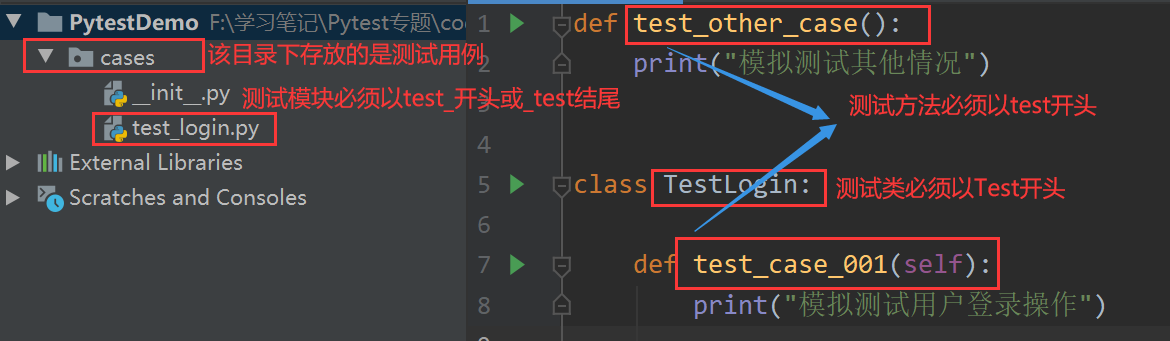 PytestDemo F:\学习笔记\Pytest专题\co
cases 该目录下存放的是测试用例
__init__.py 测试模块必须以test_开头或_test结尾
test_login.py
External Libraries
Scratches and Consoles
1 def test_other_case():
2 print("模拟测试其他情况")
测试方法必须以test开头
3
4
5 class TestLogin: 测试类必须以Test开头
6
7 def test_case_001(self):
8 print("模拟测试用户登录操作")